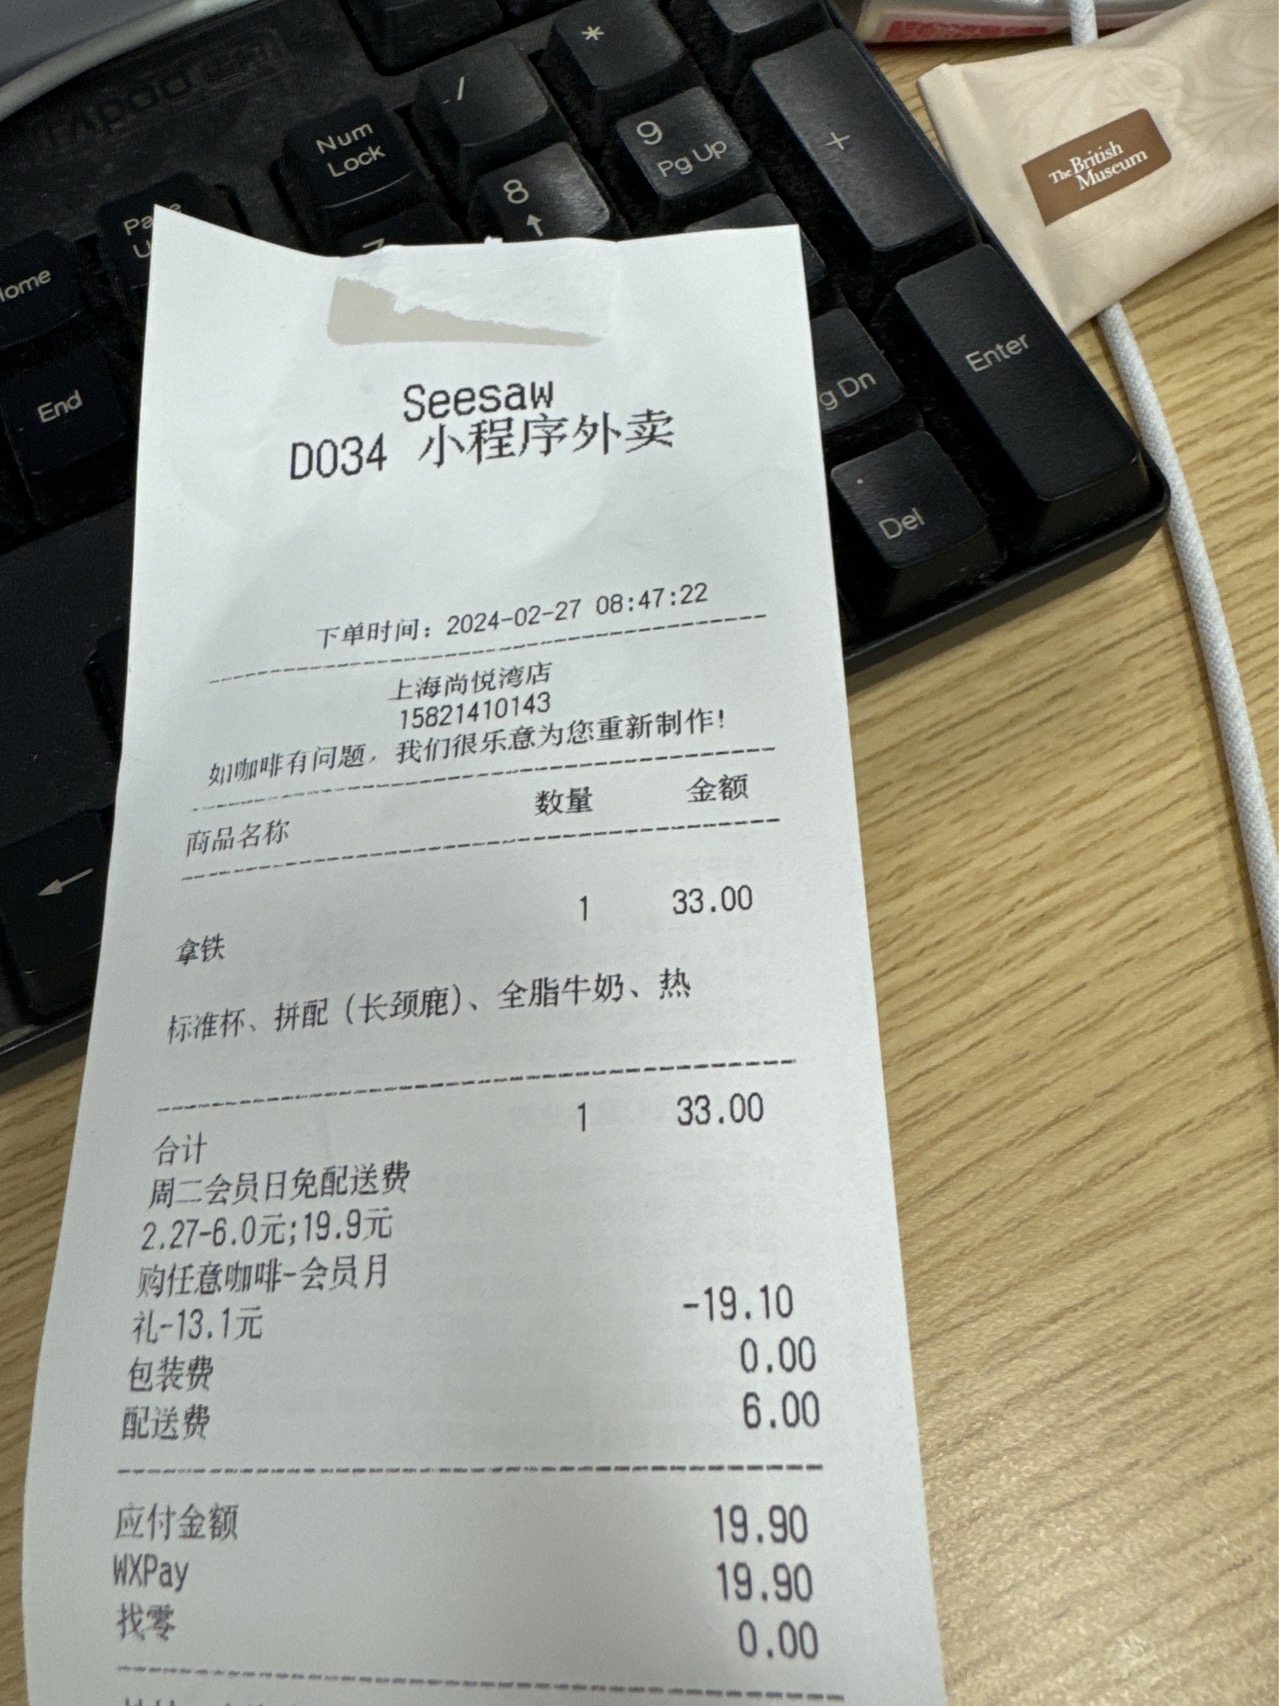 RAPOO 雷柏
*
/
Num
Lock
9
Pg Up
+
The British
Museum
8
7
Home
End
Enter
g Dn
Del
Seesaw
D034 小程序外卖
下单时间：2024-02-27 08:47:22
上海尚悦湾店
15821410143
如咖啡有问题，我们很乐意为您重新制作！
商品名称 数量 金额
拿铁 1 33.00
标准杯、拼配（长颈鹿）、全脂牛奶、热
合计 1 33.00
周二会员日免配送费
2.27-6.0元;19.9元
购任意咖啡-会员月
礼-13.1元 -19.10
包装费 0.00
配送费 6.00
应付金额 19.90
WXPay 19.90
找零 0.00